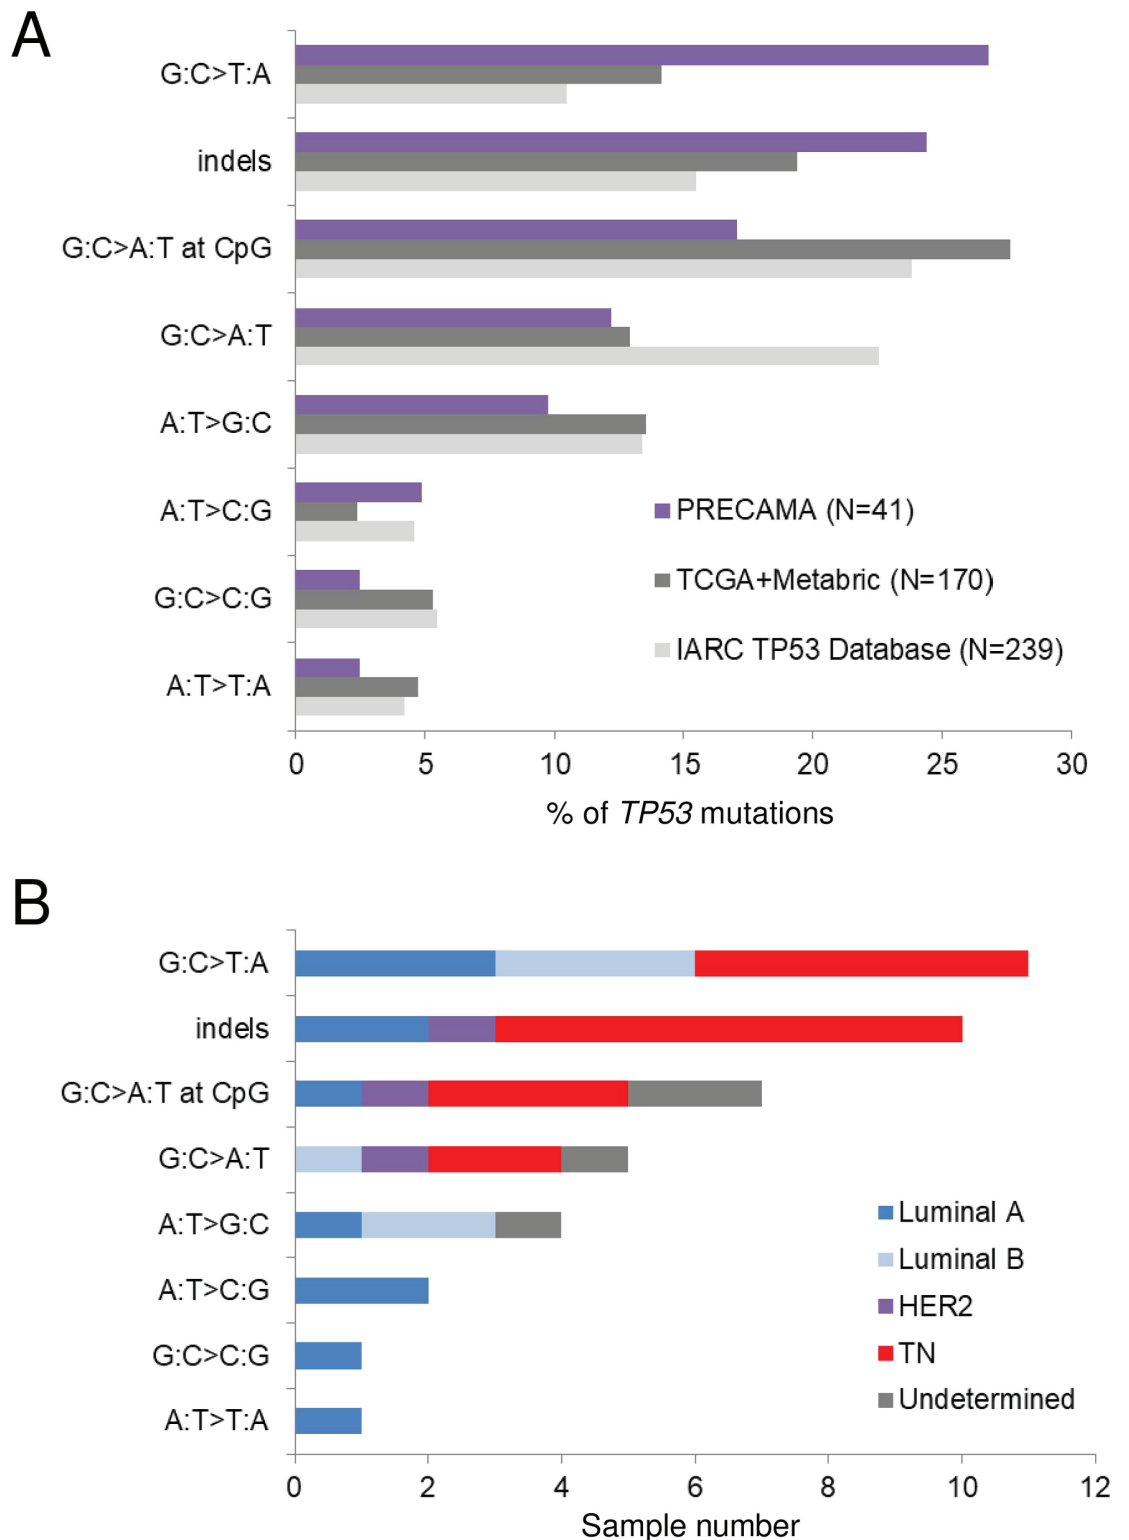 A
G:C>T:A
indels
G:C>A:T at CpG
G:C>A:T
A:T>G:C
A:T>C:G
G:C>C:G
A:T>T:A
PRECAMA (N=41)
TCGA+Metabric (N=170)
IARC TP53 Database (N=239)
0 5 10 15 20 25 30
% of TP53 mutations
B
G:C>T:A
indels
G:C>A:T at CpG
G:C>A:T
A:T>G:C
A:T>C:G
G:C>C:G
A:T>T:A
Luminal A
Luminal B
HER2
TN
Undetermined
0 2 4 6 8 10 12
Sample number